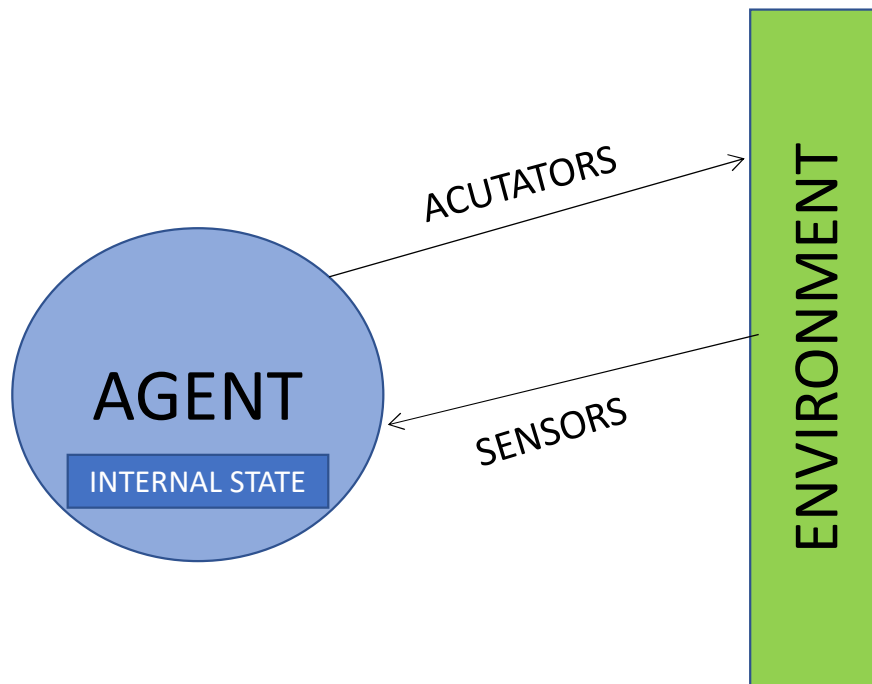 ACUTATORS
AGENT
INTERNAL STATE
SENSORS
ENVIRONMENT